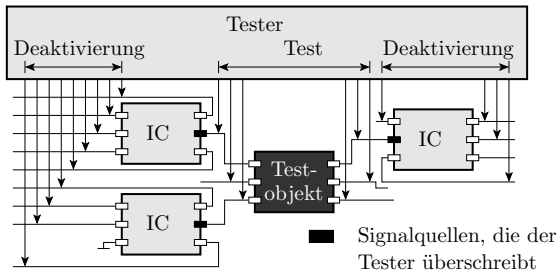 Tester
Deaktivierung Test Deaktivierung
IC
IC
Test-
objekt
IC
Signalquellen, die der
Tester überschreibt